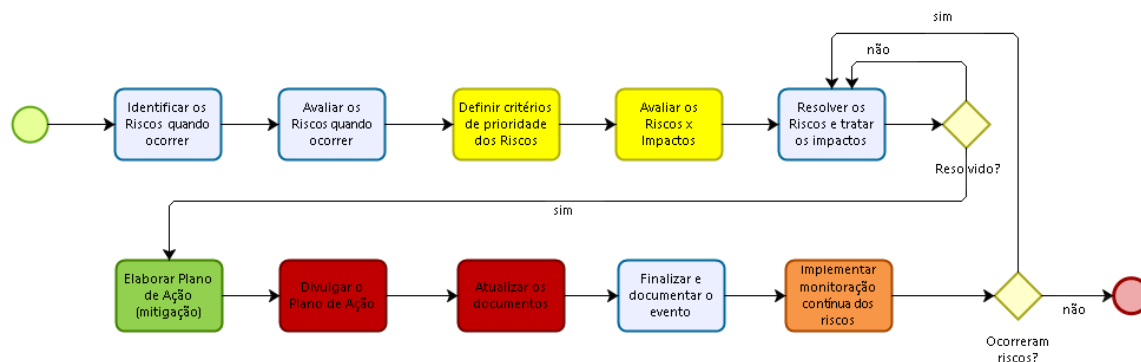 sim
não
Identificar os
Riscos quando
ocorrer
Avaliar os
Riscos quando
ocorrer
Definir critérios
de prioridade
dos Riscos
Avaliar os
Riscos x
Impactos
Resolver os
Riscos e tratar
os impactos
Resolvido?
sim
Elaborar Plano
de Ação
(mitigação)
Divulgar o
Plano de Ação
Atualizar os
documentos
Finalizar e
documentar o
evento
Implementar
monitoração
contínua dos
riscos
não
Ocorreram
riscos?